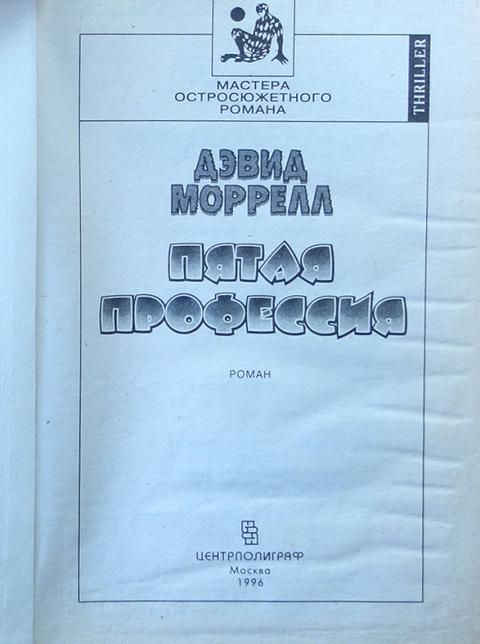 МАСТЕРА
ОСТРОСЮЖЕТНОГО
РОМАНА
THRILLER
ДЭВИД
МОРРЕЛЛ
ПЯТАЯ
ПРОФЕССИЯ
РОМАН
ЦЕНТРПОЛИГРАФ
Москва
1996